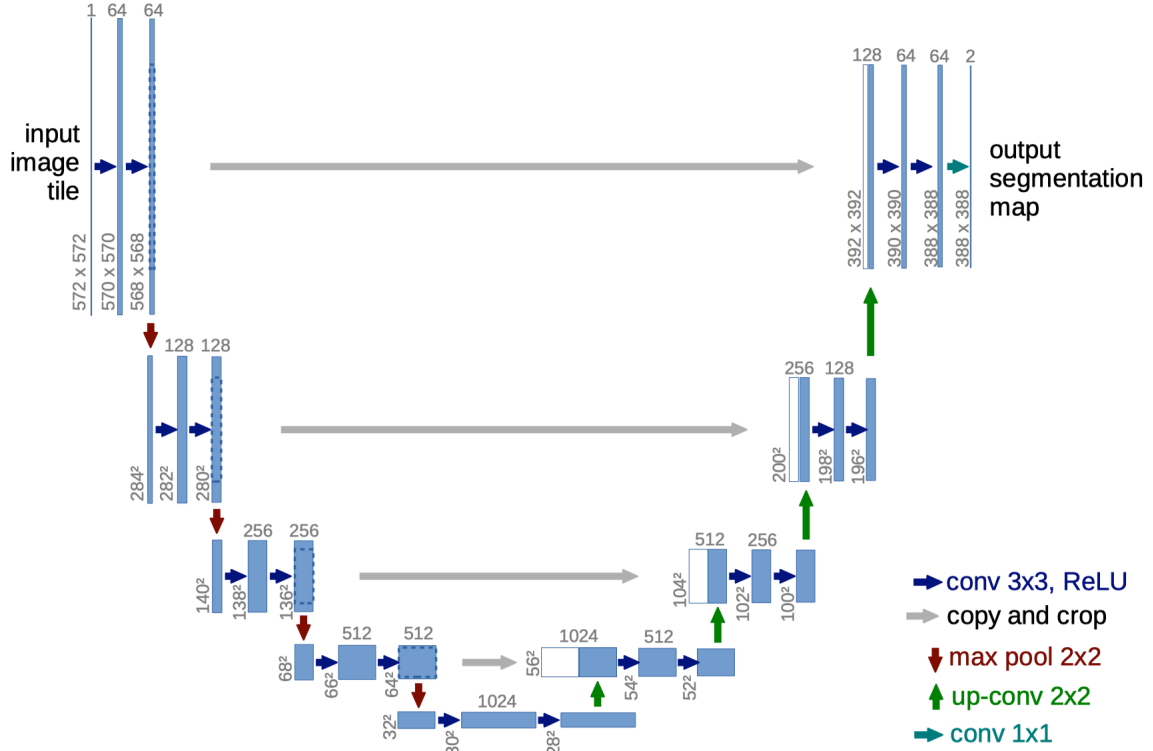 1 64 64
128 64 64 2
input
image
tile
output
segmentation
map
572 x 572
570 x 570
568 x 568
392 x 392
390 x 390
388 x 388
388 x 388
128 128
256 128
284²
282²
280²
200²
198²
196²
256 256
512 256
140²
138²
136²
104²
102²
100²
512 512
1024 512
68²
66²
64²
56²
54²
52²
1024
32²
30²
28²
conv 3x3, ReLU
copy and crop
max pool 2x2
up-conv 2x2
conv 1x1